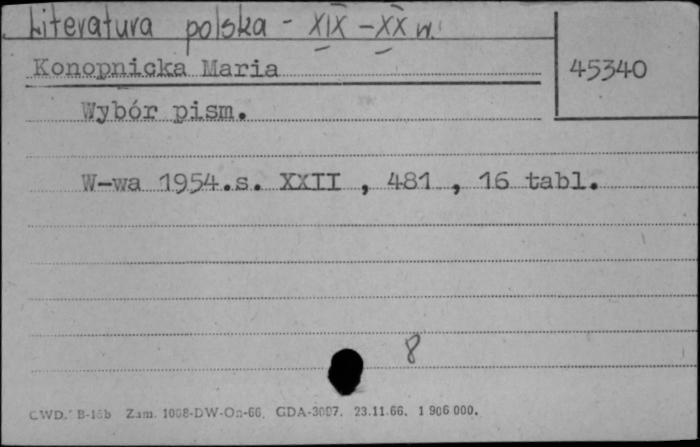 Literatura polska - XIX - XX w.
Konopnicka Maria
45340
Wybór pism.
W-wa 1954.s. XXII , 481 , 16 tabl.
8
CWD. B-15b Zam. 1008-DW-On-66. GDA-3007. 23.11.66. 1 906 000.